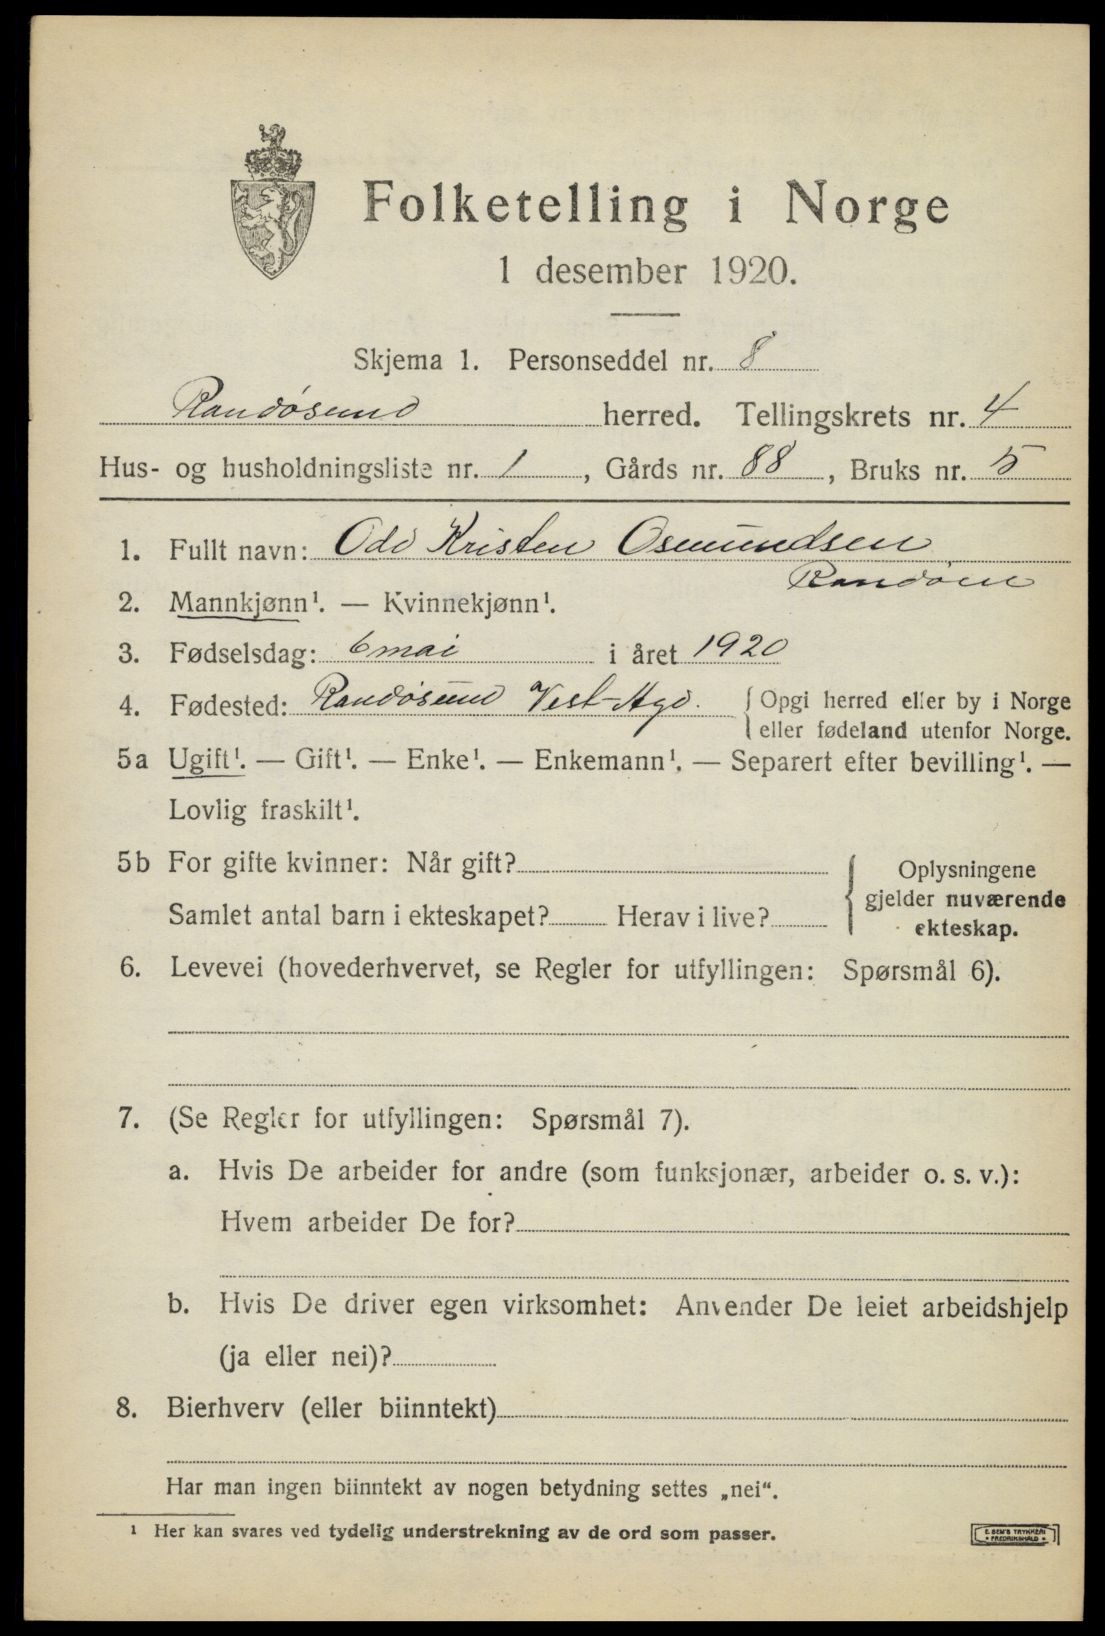 Folketelling i Norge
1 desember 1920.
Skjema 1. Personseddel nr. 8
Randøsund herred. Tellingskrets nr. 4
Hus- og husholdningsliste nr. 1, Gårds nr. 88, Bruks nr. 5
1. Fullt navn: Odd Kristen Osmundsen
Randøen
2. Mannkjønn¹. — Kvinnekjønn¹.
3. Fødselsdag: 6 mai i året 1920
4. Fødested: Randøsund Vest-Agd. { Opgi herred eller by i Norge
eller fødeland utenfor Norge.
5a Ugift¹. — Gift¹. — Enke¹. — Enkemann¹. — Separert efter bevilling¹. —
Lovlig fraskilt¹.
5b For gifte kvinner: Når gift?
Samlet antal barn i ekteskapet? Herav i live?
{ Oplysningene
gjelder nuværende
ekteskap.
6. Levevei (hovederhvervet, se Regler for utfyllingen: Spørsmål 6).
7. (Se Regler for utfyllingen: Spørsmål 7).
a. Hvis De arbeider for andre (som funksjonær, arbeider o. s. v.):
Hvem arbeider De for?
b. Hvis De driver egen virksomhet: Anvender De leiet arbeidshjelp
(ja eller nei)?
8. Bierhverv (eller biinntekt)
Har man ingen biinntekt av nogen betydning settes „nei“.
¹ Her kan svares ved tydelig understrekning av de ord som passer.
E. SEM'S TRYKKERI
FREDRIKSHALD